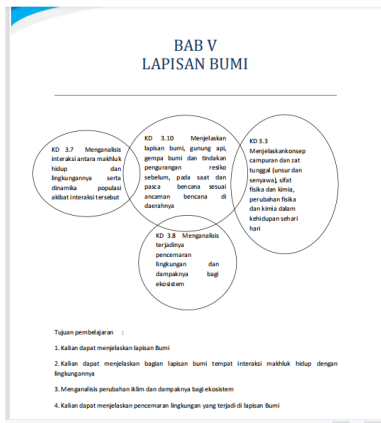 BAB V
LAPISAN BUMI
KD 3.7 Menganalisis
interaksi antara makhluk
hidup dan
lingkungannya serta
dinamika populasi
akibat interaksi tersebut
KD 3.10 Menjelaskan
lapisan bumi, gunung api,
gempa bumi dan tindakan
pengurangan resiko
sebelum, pada saat dan
pasca bencana sesuai
ancaman bencana di
daerahnya
KD 3.3
Menjelaskankonsep
campuran dan zat
tunggal (unsur dan
senyawa), sifat
fisika dan kimia,
perubahan fisika
dan kimia dalam
kehidupan sehari
hari
KD 3.8 Menganalisis
terjadinya
pencemaran
lingkungan dan
dampaknya bagi
ekosistem
Tujuan pembelajaran :
1. Kalian dapat menjelaskan lapisan Bumi
2. Kalian dapat menjelaskan bagian lapisan bumi tempat interaksi makhluk hidup dengan
lingkungannya
3. Menganalisis perubahan iklim dan dampaknya bagi ekosistem
4. Kalian dapat menjelaskan pencemaran lingkungan yang terjadi di lapisan Bumi